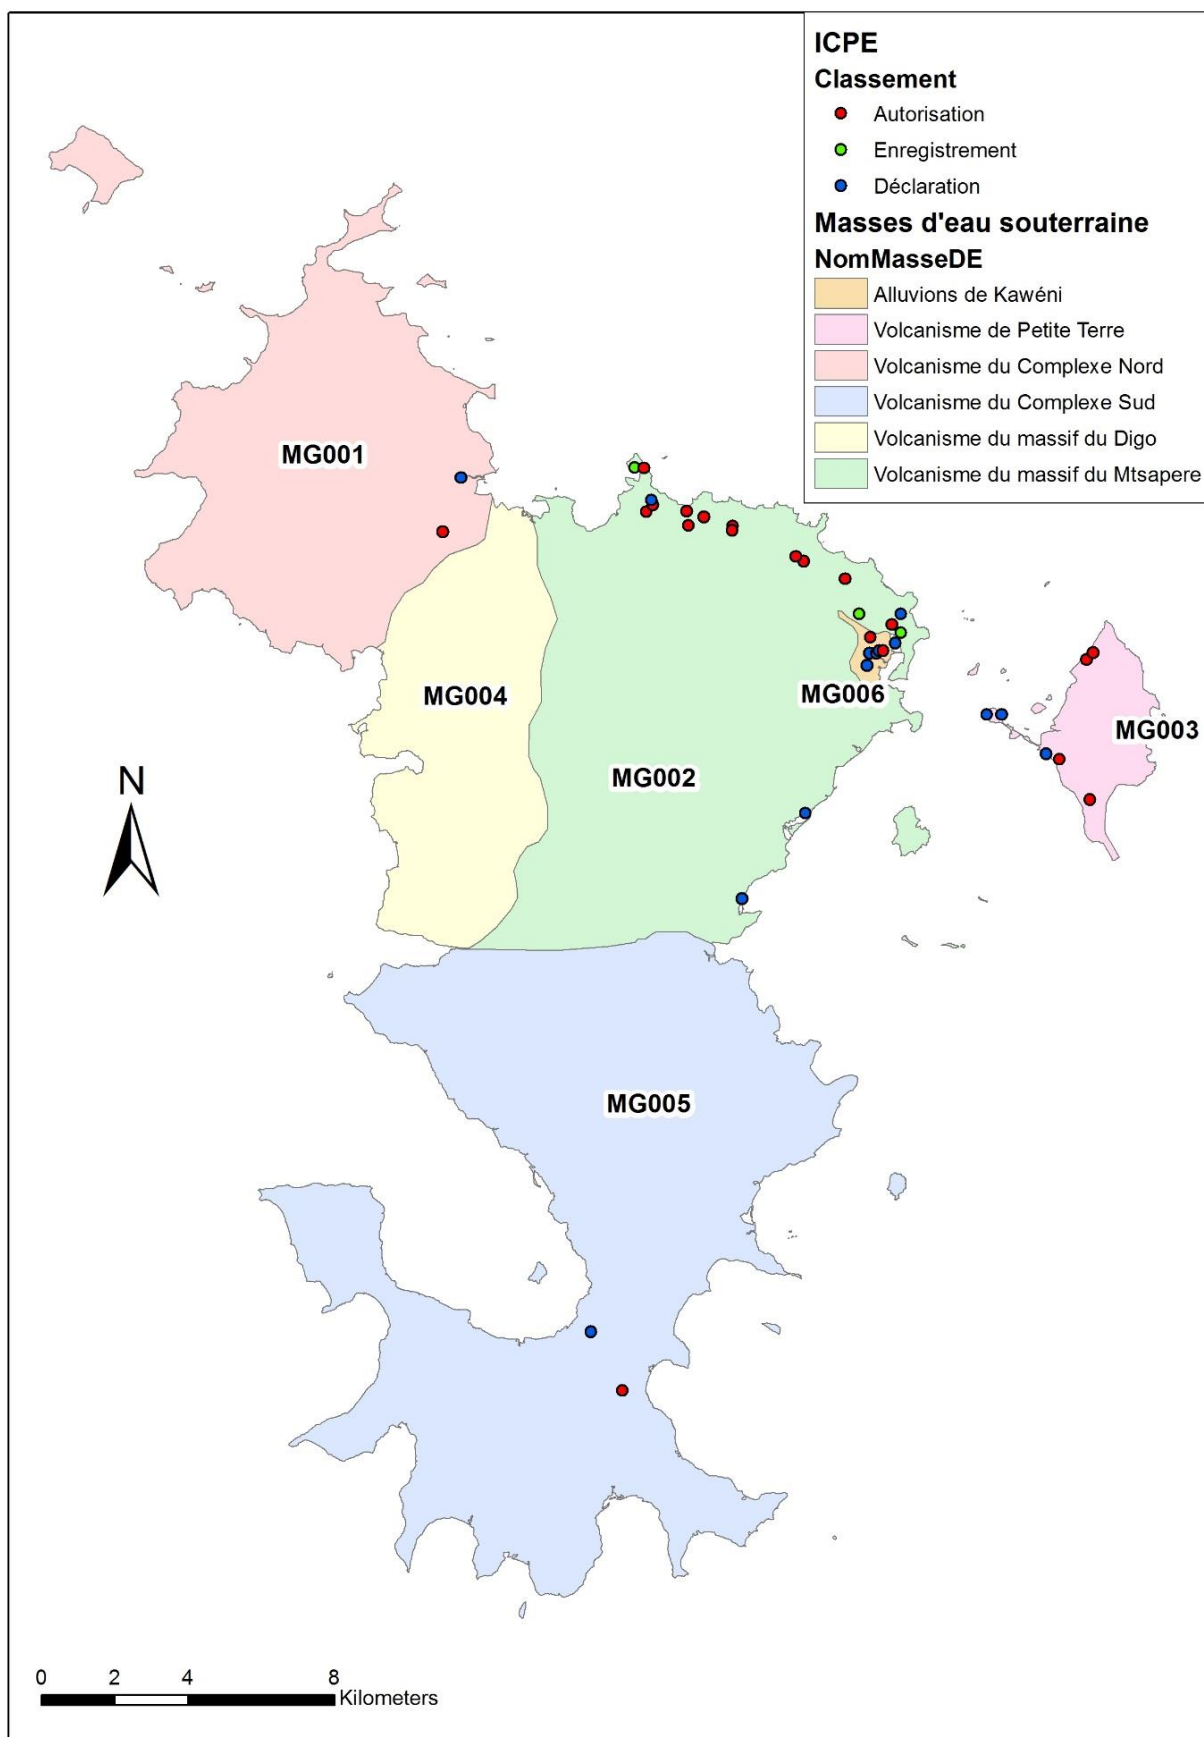 ICPE
Classement
Autorisation
Enregistrement
Déclaration
Masses d'eau souterraine
NomMasseDE
Alluvions de Kawéni
Volcanisme de Petite Terre
Volcanisme du Complexe Nord
Volcanisme du Complexe Sud
Volcanisme du massif du Digo
Volcanisme du massif du Mtsapere
MG001
MG004
MG006
MG003
MG002
N
MG005
0 2 4 8
Kilometers